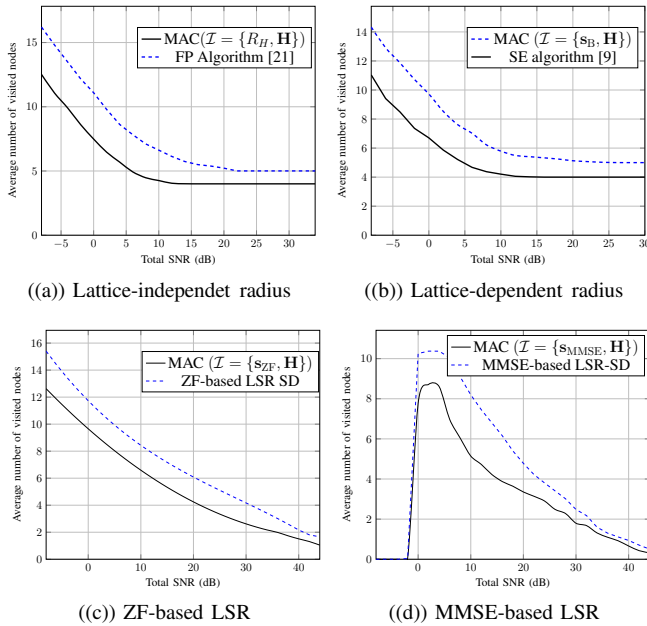 MAC(I = {R_H, H})
FP Algorithm [21]
15
10
5
0
Average number of visited nodes
−5 0 5 10 15 20 25 30
Total SNR (dB)
((a)) Lattice-independet radius
MAC (I = {s_B, H})
SE algorithm [9]
14
12
10
8
6
4
2
0
Average number of visited nodes
−5 0 5 10 15 20 25 30
Total SNR (dB)
((b)) Lattice-dependent radius
MAC (I = {s_ZF, H})
ZF-based LSR SD
16
14
12
10
8
6
4
2
0
Average number of visited nodes
0 10 20 30 40
Total SNR (dB)
((c)) ZF-based LSR
MAC (I = {s_MMSE, H})
MMSE-based LSR-SD
10
8
6
4
2
0
Average number of visited nodes
0 10 20 30 40
Total SNR (dB)
((d)) MMSE-based LSR